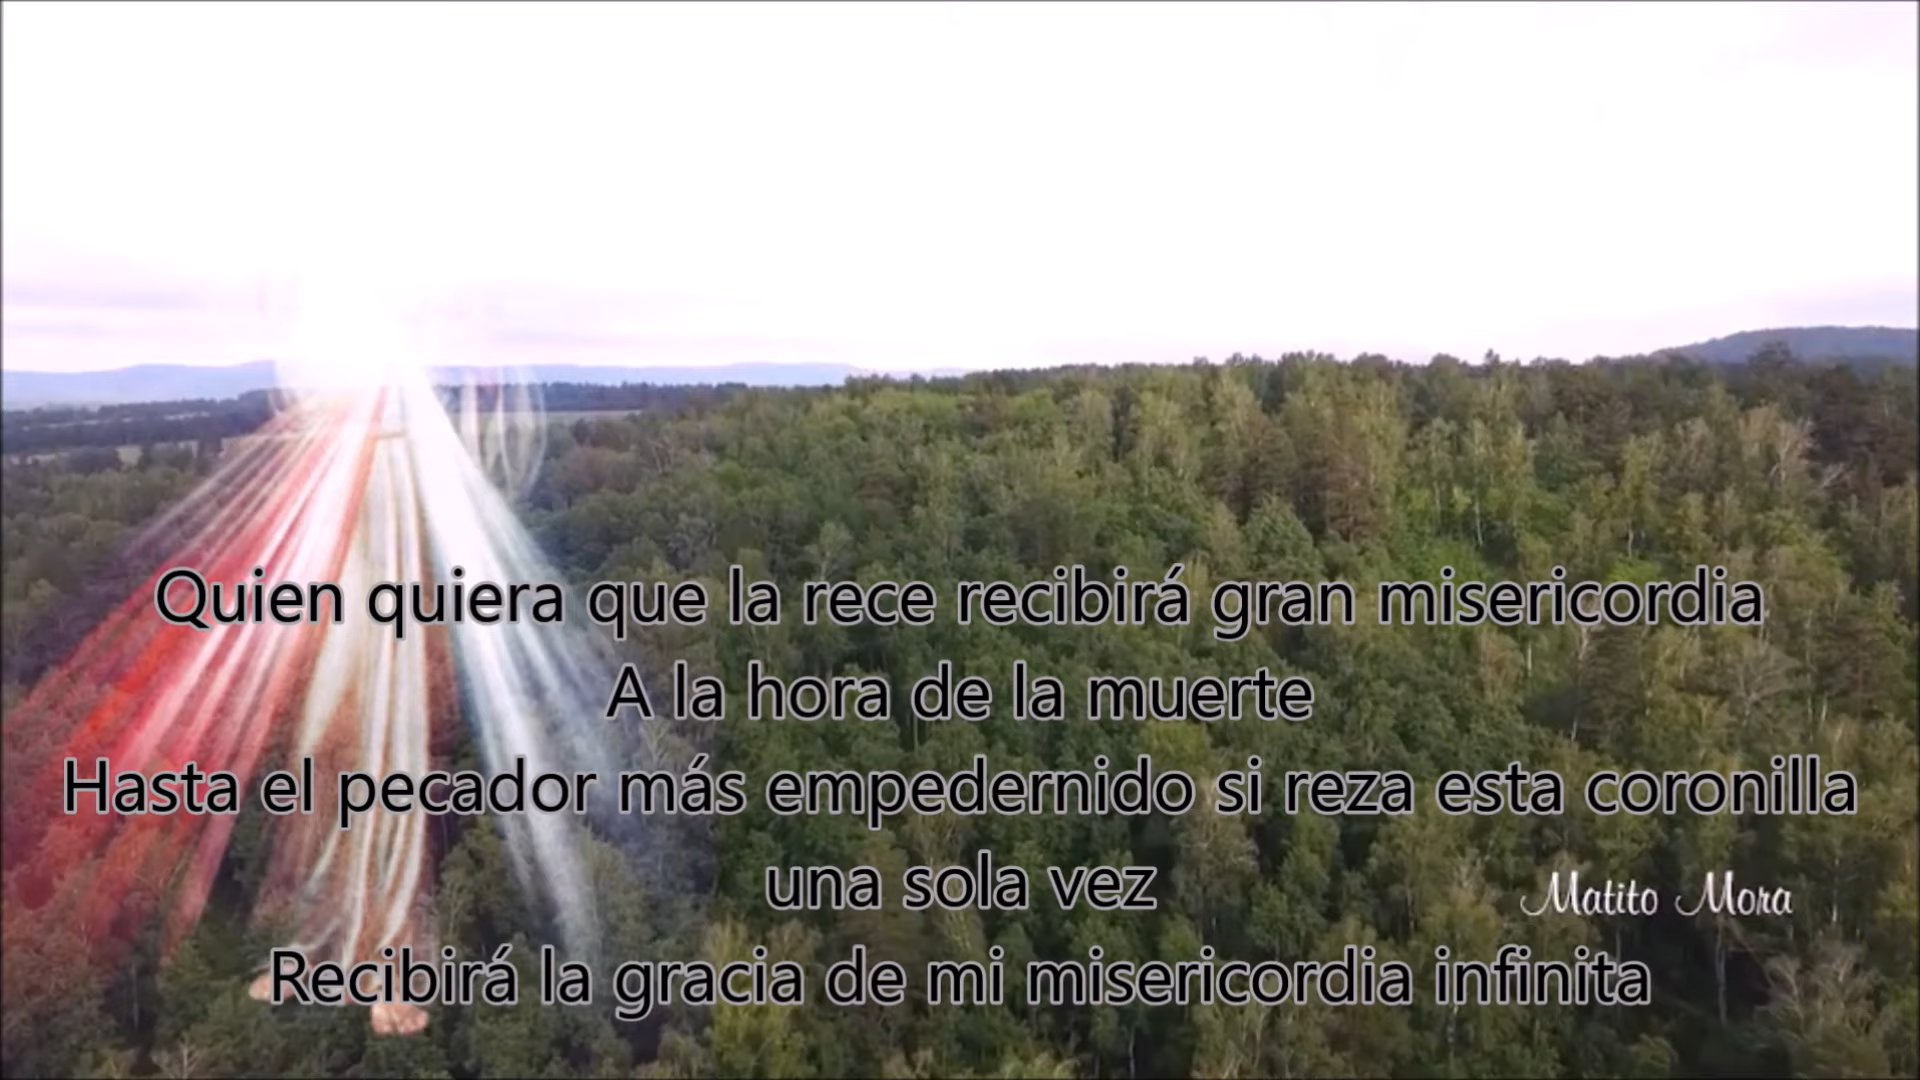 Quien quiera que la rece recibirá gran misericordia
A la hora de la muerte
Hasta el pecador más empedernido si reza esta coronilla
una sola vez
Matito Mora
Recibirá la gracia de mi misericordia infinita